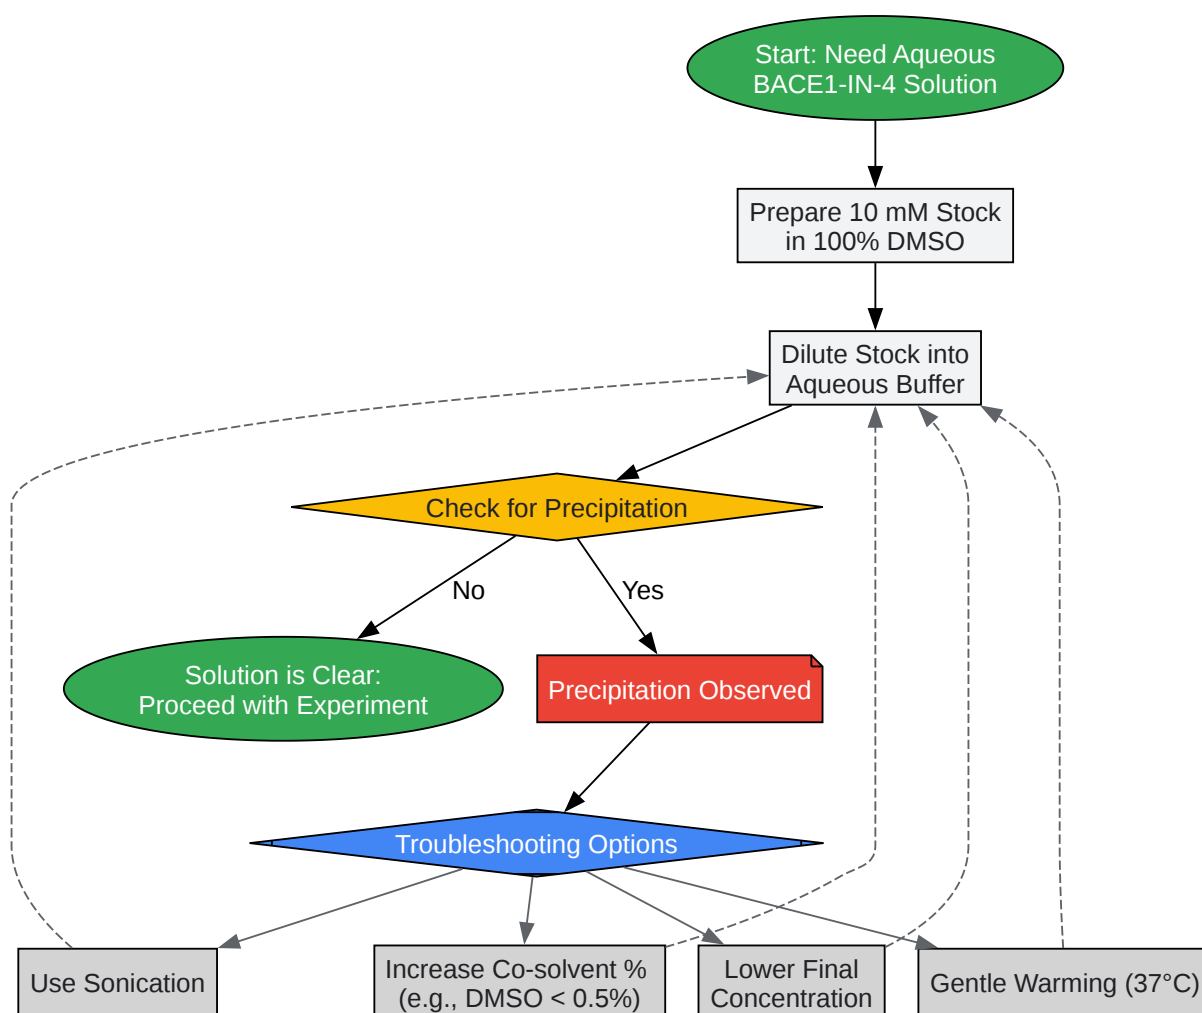 Start: Need Aqueous
BACE1-IN-4 Solution
Prepare 10 mM Stock
in 100% DMSO
Dilute Stock into
Aqueous Buffer
Check for Precipitation
No
Yes
Solution is Clear:
Proceed with Experiment
Precipitation Observed
Troubleshooting Options
Use Sonication
Increase Co-solvent %
(e.g., DMSO < 0.5%)
Lower Final
Concentration
Gentle Warming (37°C)